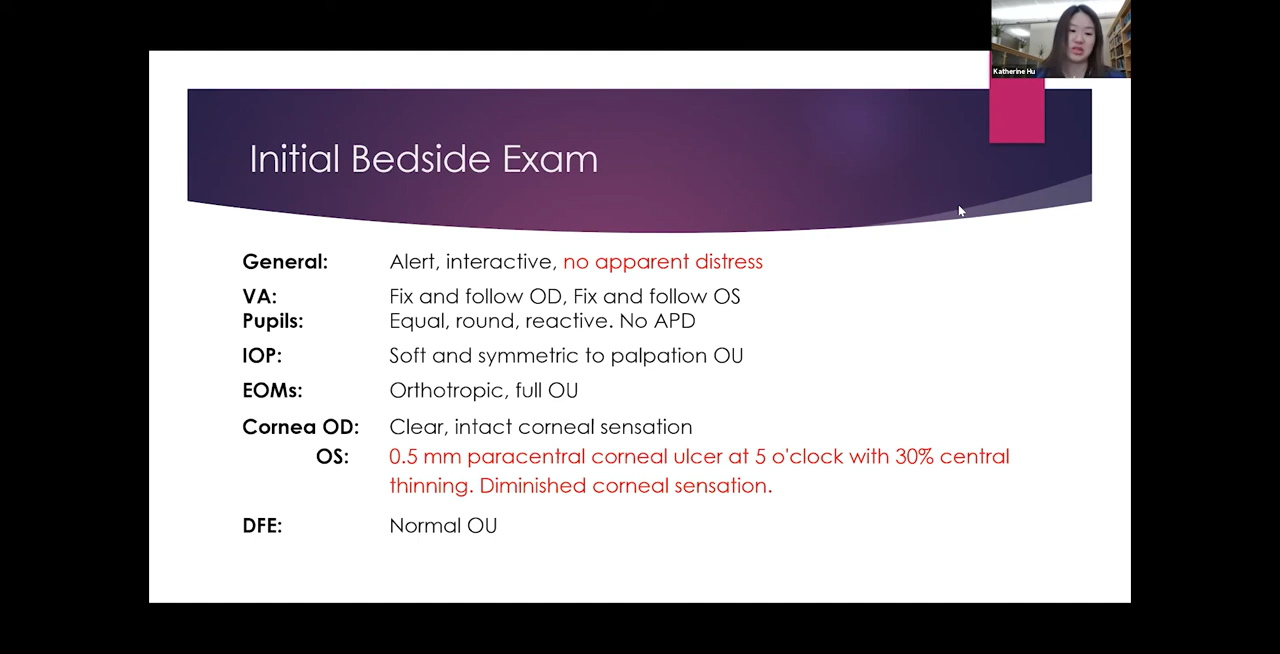 Katherine Hu
Initial Bedside Exam
General: Alert, interactive, no apparent distress
VA: Fix and follow OD, Fix and follow OS
Pupils: Equal, round, reactive. No APD
IOP: Soft and symmetric to palpation OU
EOMs: Orthotropic, full OU
Cornea OD: Clear, intact corneal sensation
OS: 0.5 mm paracentral corneal ulcer at 5 o'clock with 30% central
thinning. Diminished corneal sensation.
DFE: Normal OU